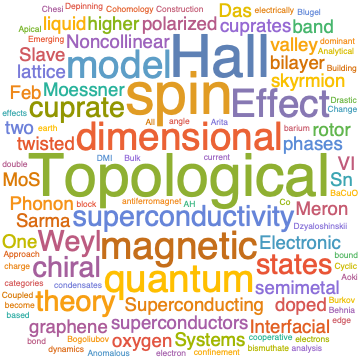 Chesi Depinning Cohomology Construction electrically Blugel
Emerging Apical liquid higher polarized Das cuprates band
Slave Noncollinear Hall valley dominant Analytical
lattice model bilayer Building
Feb Moessner spin Effect skyrmion Drastic Change
cuprate
effects earth All angle Arita barium rotor
two twisted dimensional phases
MoS double DMI Bulk current VI
Topological Sn BaCuO
Phonon block antiferromagnet AH Co Meron
Sarma superconductivity Dzyaloshinskii
One Weyl magnetic Electronic
Approach charge chiral states bound Cyclic
categories condensates quantum semimetal Aoki
Coupled become based theory Superconducting doped Burkov Behnia edge
graphene superconductors Interfacial
bond Bogoliubov oxygen Systems cooperative electrons
dynamics Anomalous electron confinement bismuthate analysis